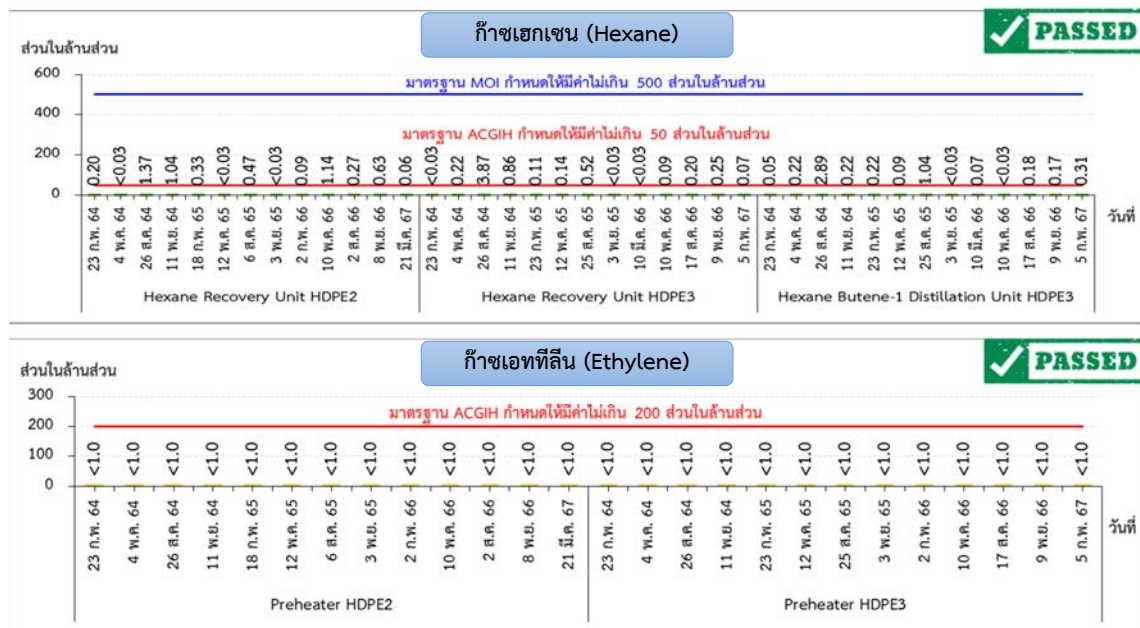 ก๊าซเฮกเซน (Hexane)
PASSED
ส่วนในล้านส่วน
600
มาตรฐาน MOI กำหนดให้มีค่าไม่เกิน 500 ส่วนในล้านส่วน
400
มาตรฐาน ACGIH กำหนดให้มีค่าไม่เกิน 50 ส่วนในล้านส่วน
200
0.20 <0.03 1.37 1.04 0.33 <0.03 0.47 <0.03 0.09 1.14 0.27 0.63 0.06 <0.03 0.22 3.87 0.86 0.11 0.14 0.52 <0.03 <0.03 0.09 0.20 0.25 0.07 0.05 0.22 2.89 0.22 0.22 0.09 1.04 <0.03 0.07 <0.03 0.18 0.17 0.31
0
23 ก.พ. 64 4 พ.ค. 64 26 ส.ค. 64 11 พ.ย. 64 18 ก.พ. 65 12 พ.ค. 65 6 ส.ค. 65 3 พ.ย. 65 2 ก.พ. 66 10 พ.ค. 66 2 ส.ค. 66 8 พ.ย. 66 21 มี.ค. 67 23 ก.พ. 64 4 พ.ค. 64 26 ส.ค. 64 11 พ.ย. 64 23 ก.พ. 65 12 พ.ค. 65 25 ส.ค. 65 3 พ.ย. 65 10 มี.ค. 66 10 พ.ค. 66 17 ส.ค. 66 9 พ.ย. 66 5 ก.พ. 67 23 ก.พ. 64 4 พ.ค. 64 26 ส.ค. 64 11 พ.ย. 64 23 ก.พ. 65 12 พ.ค. 65 25 ส.ค. 65 3 พ.ย. 65 10 มี.ค. 66 10 พ.ค. 66 17 ส.ค. 66 9 พ.ย. 66 5 ก.พ. 67
วันที่
Hexane Recovery Unit HDPE2 Hexane Recovery Unit HDPE3 Hexane Butene-1 Distillation Unit HDPE3
ก๊าซเอททีลีน (Ethylene)
PASSED
ส่วนในล้านส่วน
300
มาตรฐาน ACGIH กำหนดให้มีค่าไม่เกิน 200 ส่วนในล้านส่วน
200
100
<1.0 <1.0 <1.0 <1.0 <1.0 <1.0 <1.0 <1.0 <1.0 <1.0 <1.0 <1.0 <1.0 <1.0 <1.0 <1.0 <1.0 <1.0 <1.0 <1.0 <1.0 <1.0 <1.0 <1.0 <1.0 <1.0
0
23 ก.พ. 64 4 พ.ค. 64 26 ส.ค. 64 11 พ.ย. 64 18 ก.พ. 65 12 พ.ค. 65 6 ส.ค. 65 3 พ.ย. 65 2 ก.พ. 66 10 พ.ค. 66 2 ส.ค. 66 8 พ.ย. 66 21 มี.ค. 67 23 ก.พ. 64 4 พ.ค. 64 26 ส.ค. 64 11 พ.ย. 64 23 ก.พ. 65 12 พ.ค. 65 25 ส.ค. 65 3 พ.ย. 65 2 ก.พ. 66 10 พ.ค. 66 17 ส.ค. 66 9 พ.ย. 66 5 ก.พ. 67
วันที่
Preheater HDPE2 Preheater HDPE3